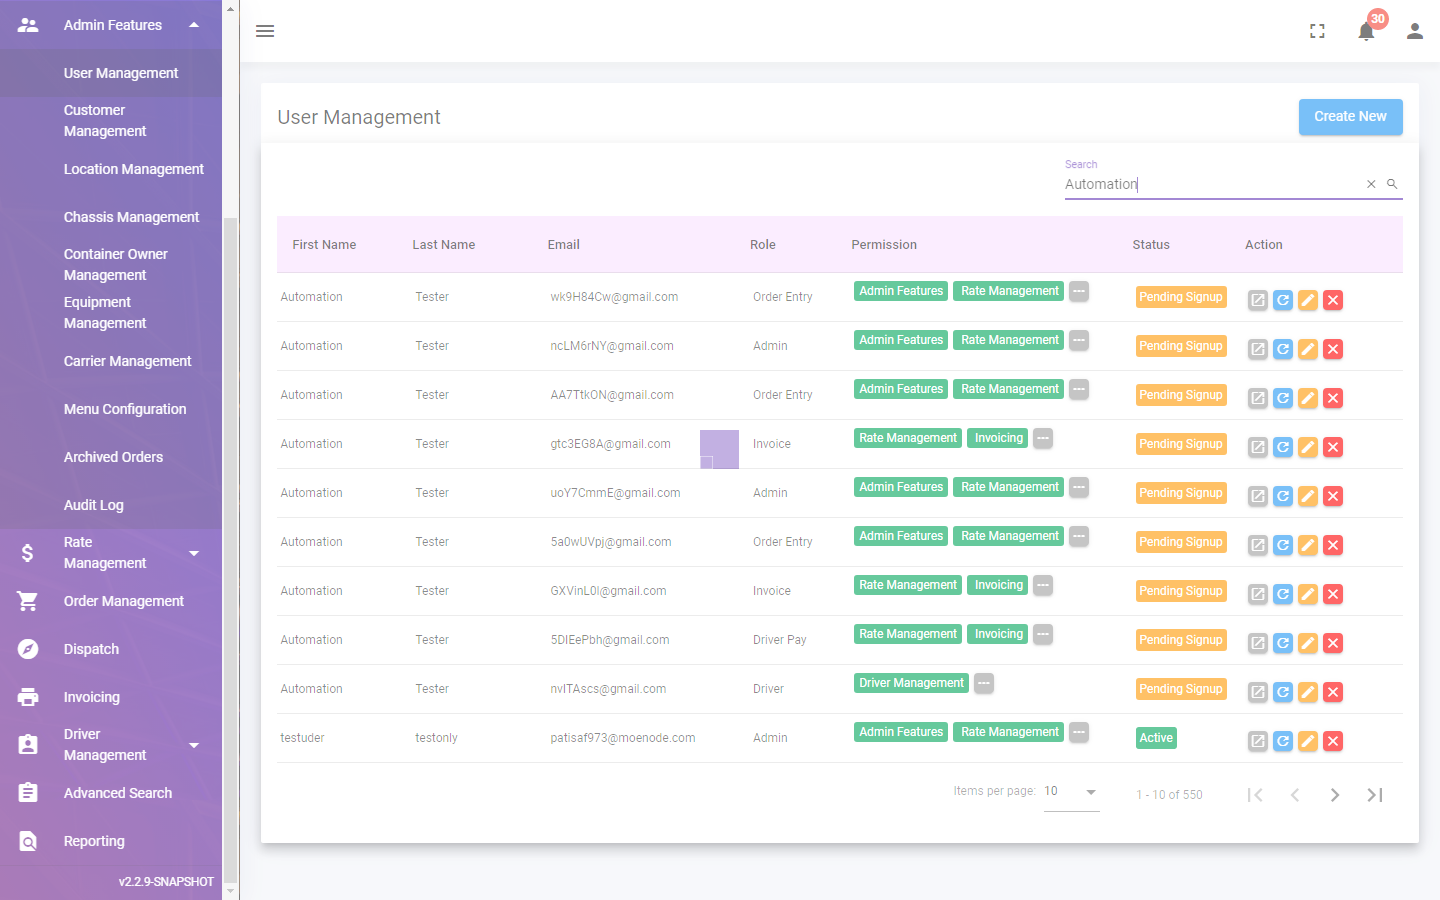 Admin Features
User Management
Customer
Management
Location Management
Chassis Management
Container Owner
Management
Equipment
Management
Carrier Management
Menu Configuration
Archived Orders
Audit Log
Rate
Management
Order Management
Dispatch
Invoicing
Driver
Management
Advanced Search
Reporting
v2.2.9-SNAPSHOT
30
User Management
Create New
Search
Automation
First Name Last Name Email Role Permission Status Action
Automation Tester wk9H84Cw@gmail.com Order Entry Admin Features Rate Management --- Pending Signup
Automation Tester ncLM6rNY@gmail.com Admin Admin Features Rate Management --- Pending Signup
Automation Tester AA7TtkON@gmail.com Order Entry Admin Features Rate Management --- Pending Signup
Automation Tester gtc3EG8A@gmail.com Invoice Rate Management Invoicing --- Pending Signup
Automation Tester uoY7CmmE@gmail.com Admin Admin Features Rate Management --- Pending Signup
Automation Tester 5a0wUVpj@gmail.com Order Entry Admin Features Rate Management --- Pending Signup
Automation Tester GXVinL0I@gmail.com Invoice Rate Management Invoicing --- Pending Signup
Automation Tester 5DIEePbh@gmail.com Driver Pay Rate Management Invoicing --- Pending Signup
Automation Tester nvITAscs@gmail.com Driver Driver Management --- Pending Signup
testuder testonly patisaf973@moenode.com Admin Admin Features Rate Management --- Active
Items per page: 10 1 - 10 of 550